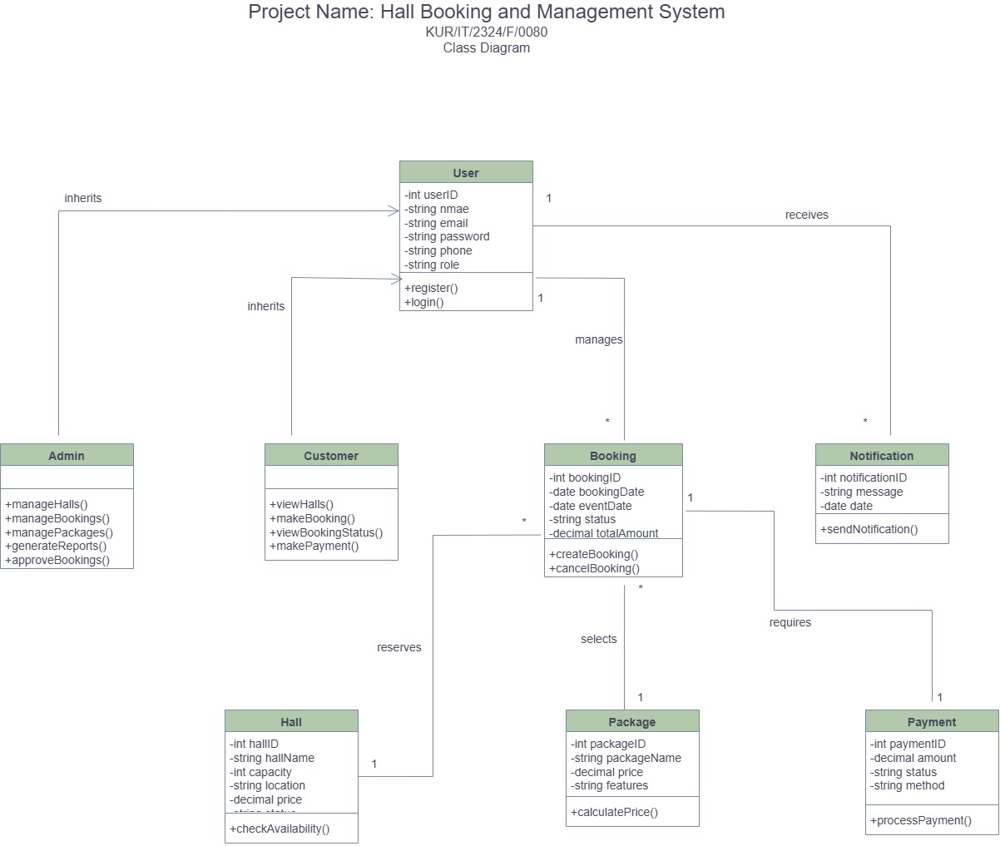 Project Name: Hall Booking and Management System
KUR/IT/2324/F/0080
Class Diagram
User
-int userID
-string nmae
-string email
-string password
-string phone
-string role
+register()
+login()
inherits
inherits
1
receives
1
manages
*
*
Admin
+manageHalls()
+manageBookings()
+managePackages()
+generateReports()
+approveBookings()
Customer
+viewHalls()
+makeBooking()
+viewBookingStatus()
+makePayment()
Booking
-int bookingID
-date bookingDate
-date eventDate
-string status
-decimal totalAmount
+createBooking()
+cancelBooking()
Notification
-int notificationID
-string message
-date date
+sendNotification()
1
*
*
reserves
selects
requires
1
1
1
Hall
-int hallID
-string hallName
-int capacity
-string location
-decimal price
-string status
+checkAvailability()
Package
-int packageID
-string packageName
-decimal price
-string features
+calculatePrice()
Payment
-int paymentID
-decimal amount
-string status
-string method
+processPayment()